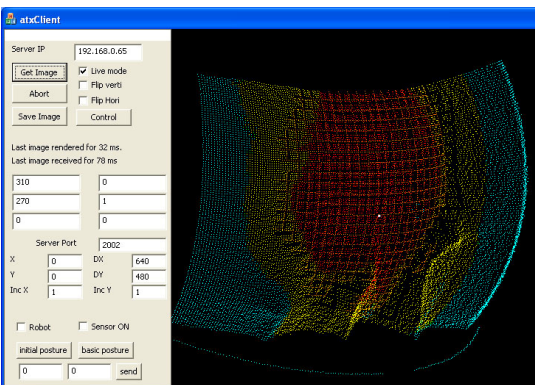 atxClient
Server IP 192.168.0.65
Get Image Live mode
Flip verti
Abort
Flip Hori
Save Image Control
Last image rendered for 32 ms.
Last image received for 78 ms
310 0
270 1
0 0
Server Port 2002
X 0 DX 640
Y 0 DY 480
Inc X 1 Inc Y 1
Robot Sensor ON
initial posture basic posture
0 0 send